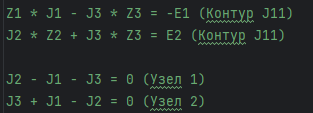 Z1 * J1 - J3 * Z3 = -E1 (Контур J11)
J2 * Z2 + J3 * Z3 = E2 (Контур J11)
J2 - J1 - J3 = 0 (Узел 1)
J3 + J1 - J2 = 0 (Узел 2)